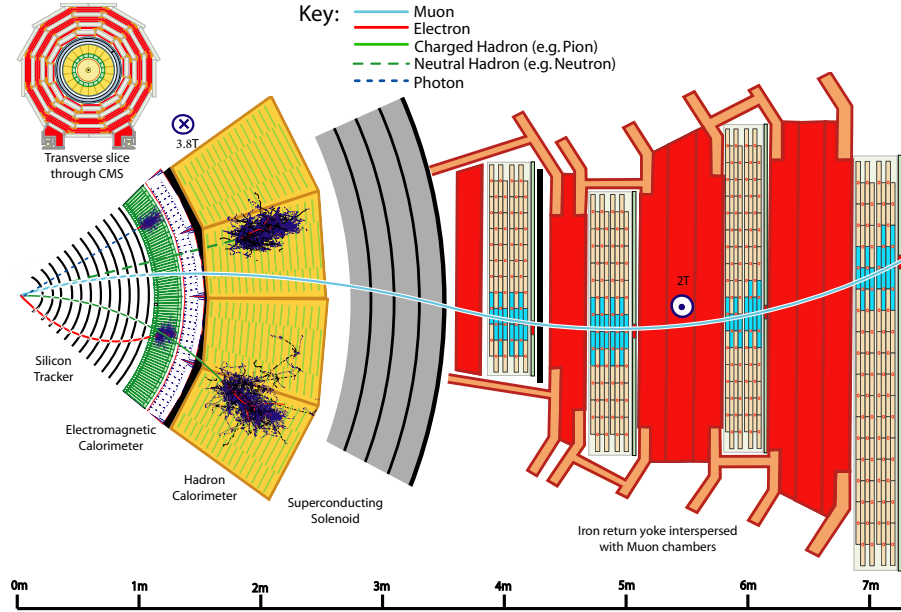 Key:
Muon
Electron
Charged Hadron (e.g. Pion)
Neutral Hadron (e.g. Neutron)
Photon
Transverse slice
through CMS
3.8T
2T
Silicon
Tracker
Electromagnetic
Calorimeter
Hadron
Calorimeter
Superconducting
Solenoid
Iron return yoke interspersed
with Muon chambers
0m 1m 2m 3m 4m 5m 6m 7m